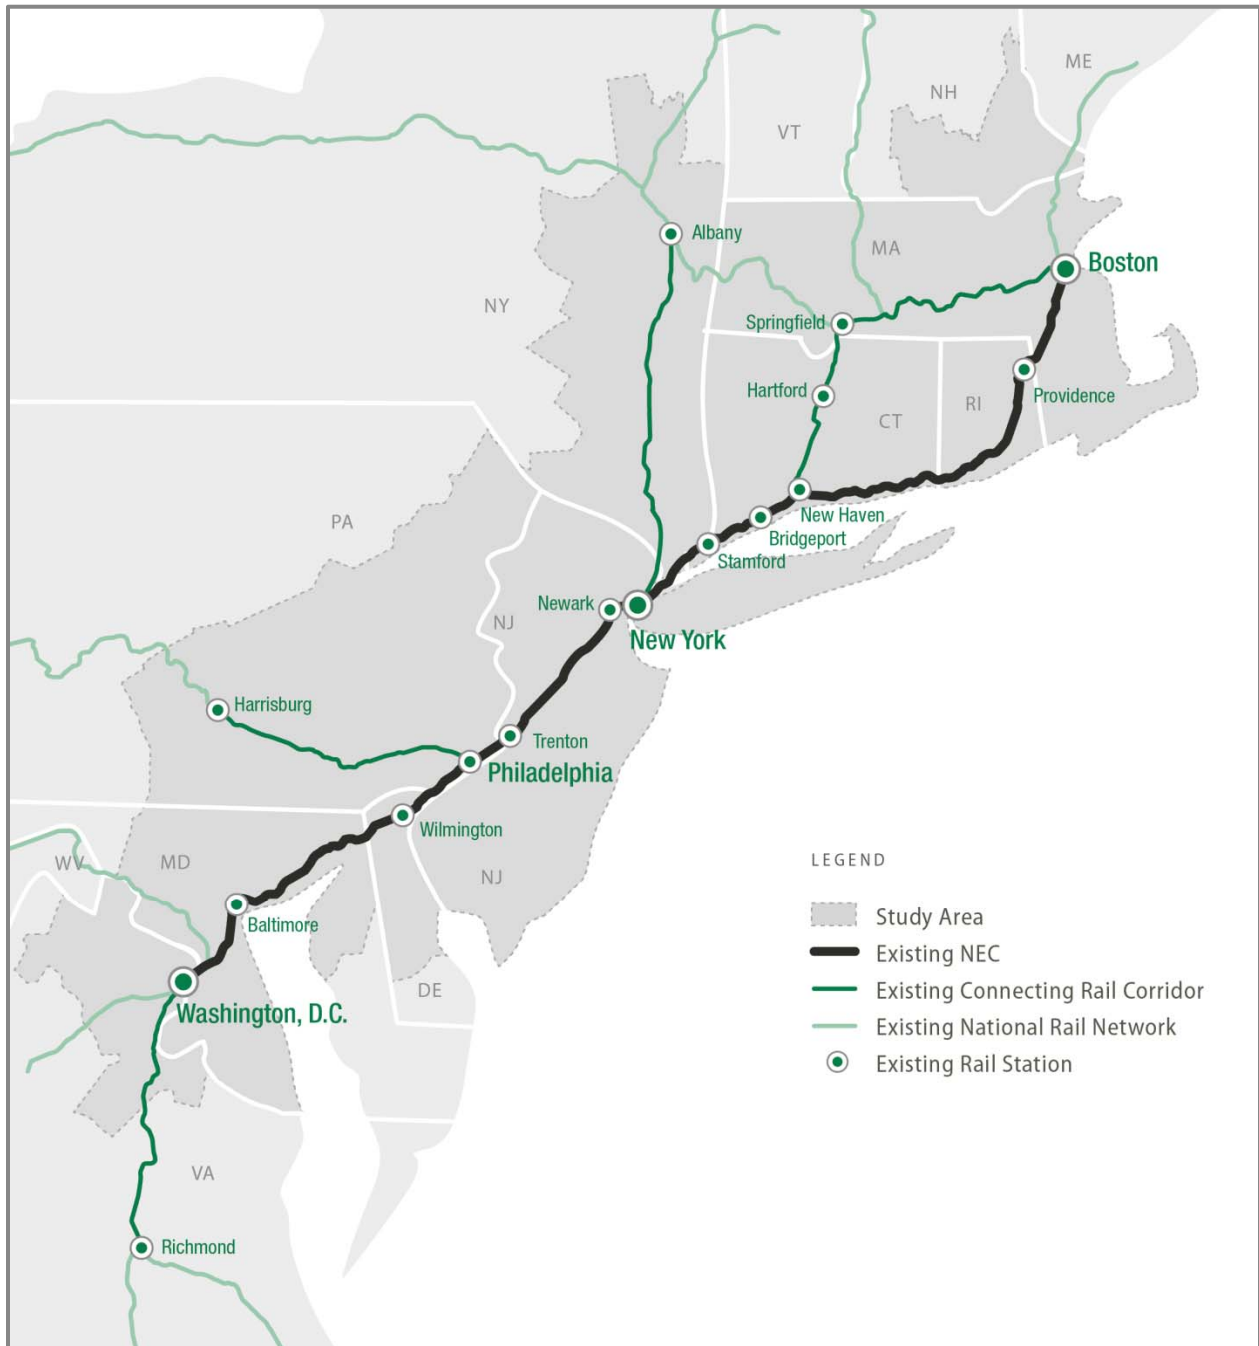 ME
NH
VT
Albany
MA
Boston
NY
Springfield
Hartford
Providence
CT
RI
New Haven
PA
Bridgeport
Stamford
Newark
NJ
New York
Harrisburg
Trenton
Philadelphia
Wilmington
WV
MD
NJ
Baltimore
DE
Washington, D.C.
VA
Richmond
LEGEND
Study Area
Existing NEC
Existing Connecting Rail Corridor
Existing National Rail Network
Existing Rail Station